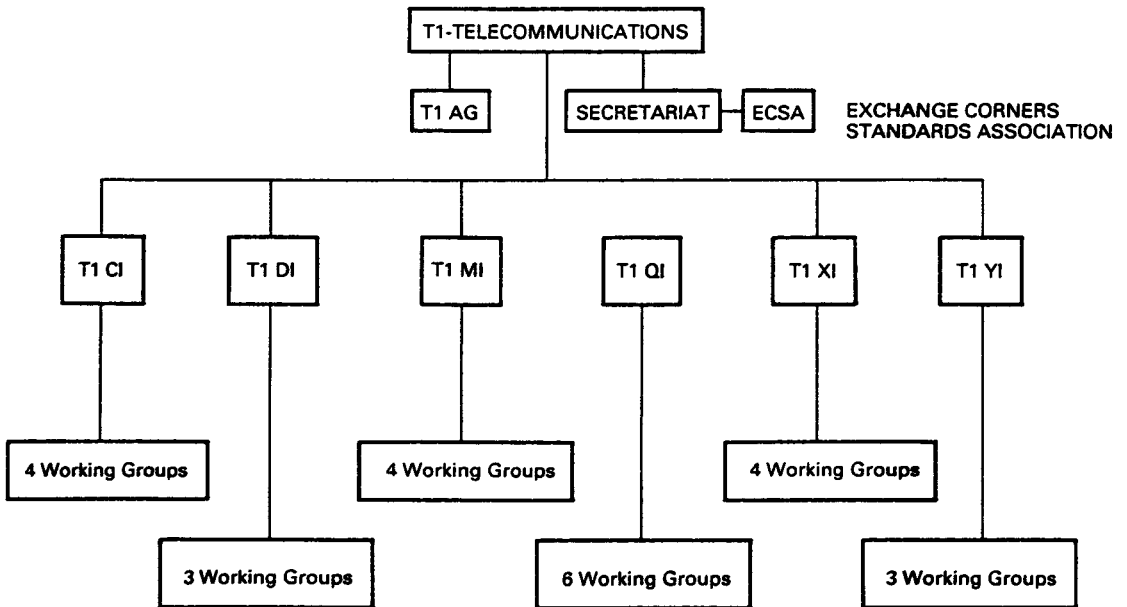 T1-TELECOMMUNICATIONS
T1 AG
SECRETARIAT
ECSA
EXCHANGE CORNERS
STANDARDS ASSOCIATION
T1 CI
T1 DI
T1 MI
T1 QI
T1 XI
T1 YI
4 Working Groups
4 Working Groups
4 Working Groups
3 Working Groups
6 Working Groups
3 Working Groups